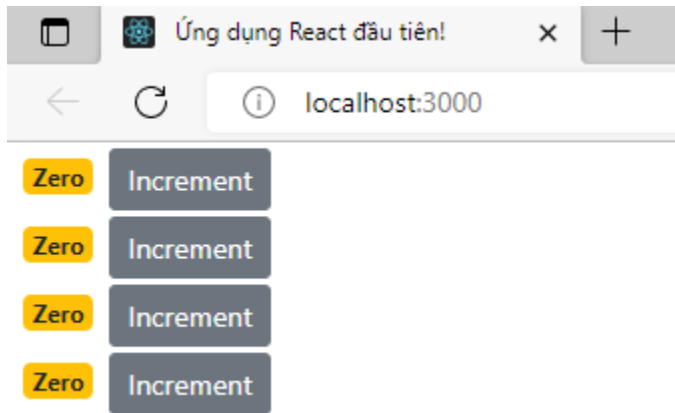 Ứng dụng React đầu tiên!
localhost:3000
Zero Increment
Zero Increment
Zero Increment
Zero Increment